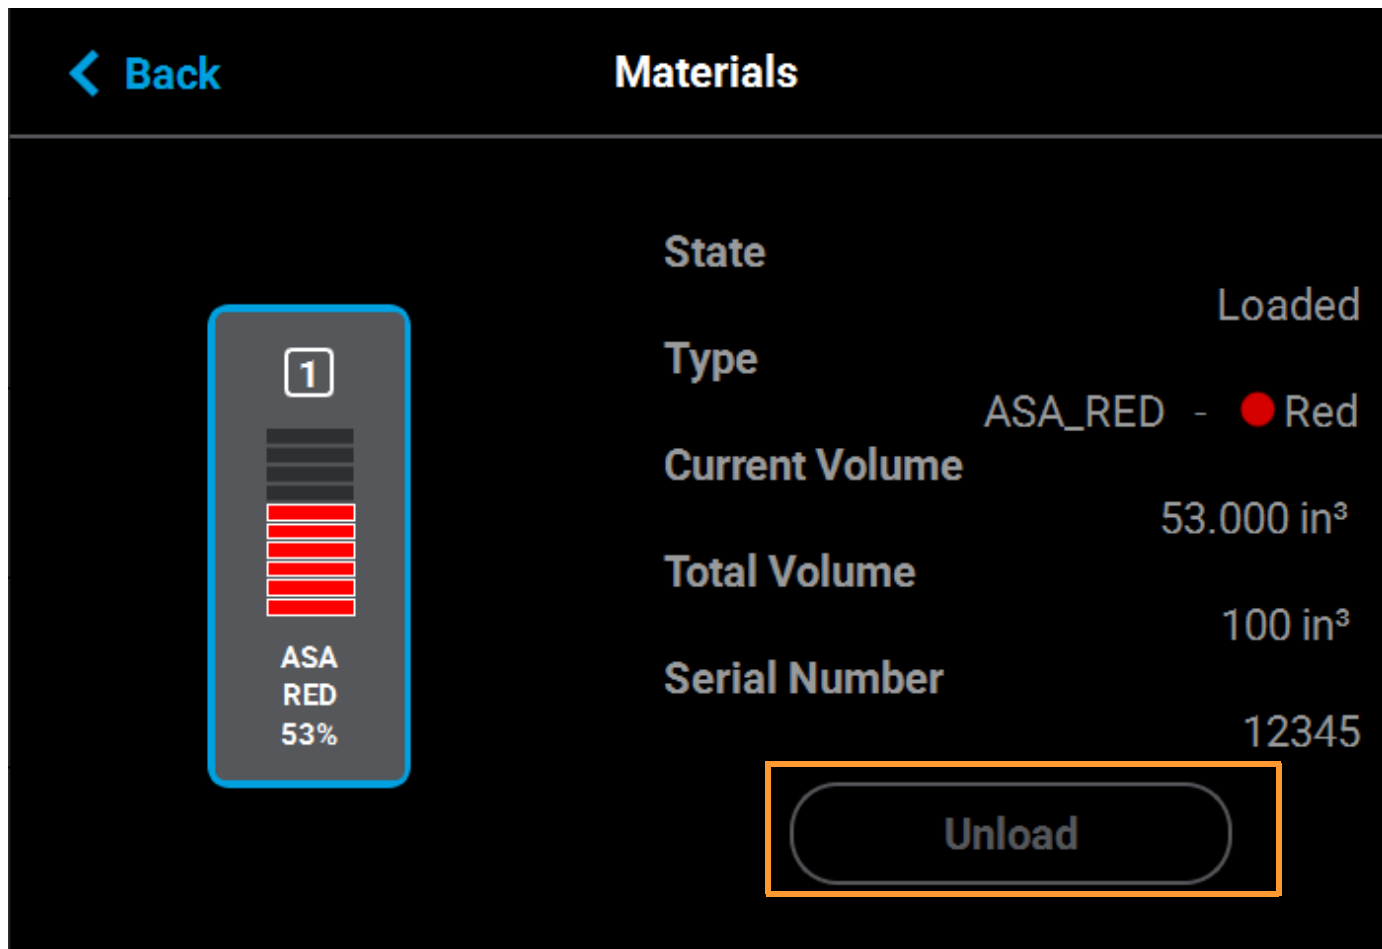 Back
Materials
1
ASA
RED
53%
State
Loaded
Type
ASA_RED - Red
Current Volume
53.000 in³
Total Volume
100 in³
Serial Number
12345
Unload